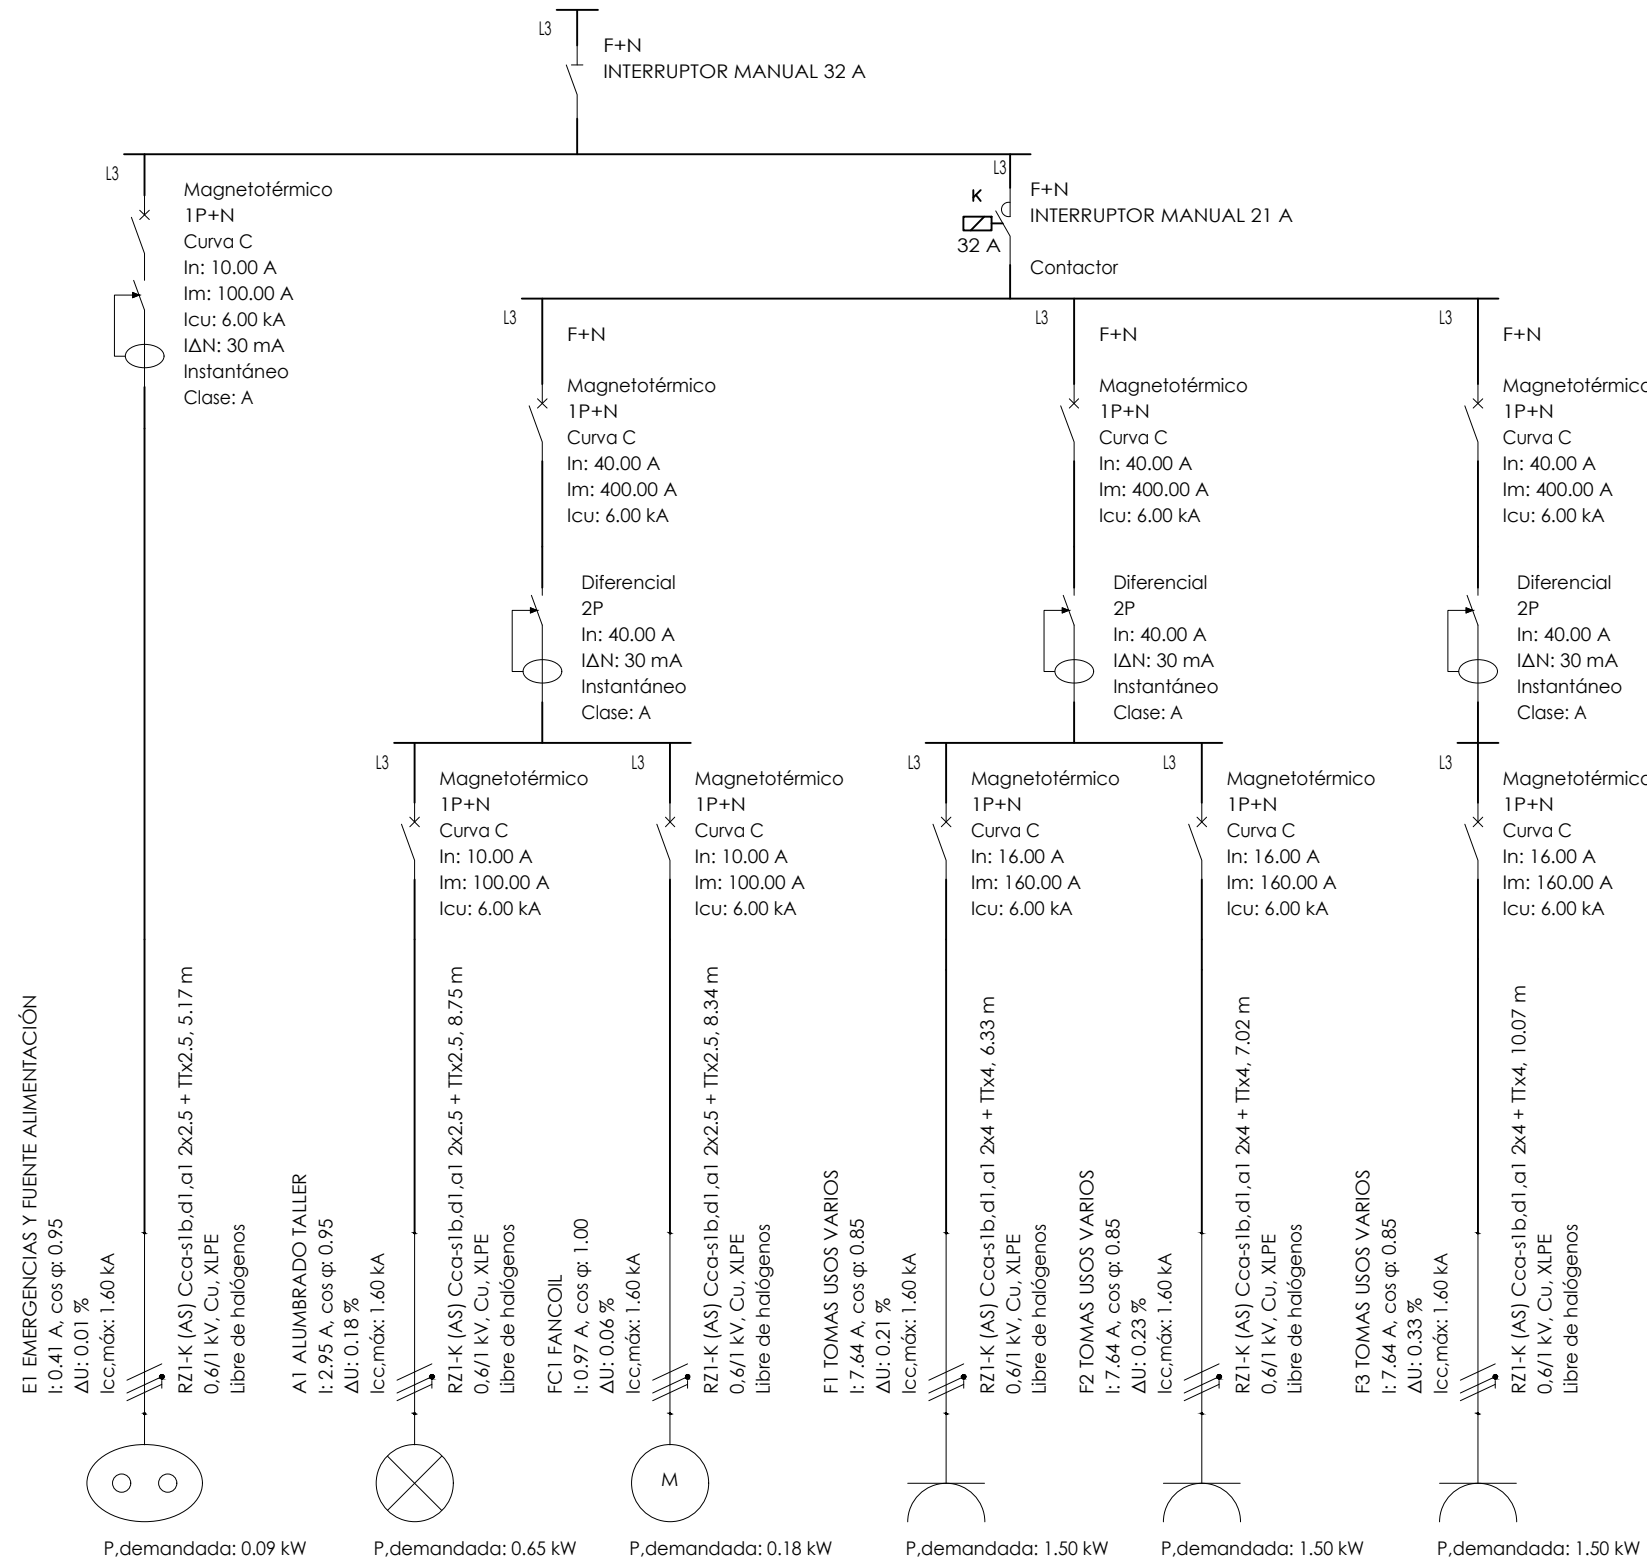 L3
F+N
INTERRUPTOR MANUAL 32 A
L3
Magnetotérmico
1P+N
Curva C
In: 10.00 A
Im: 100.00 A
Icu: 6.00 kA
IΔN: 30 mA
Instantáneo
Clase: A
L3
F+N
INTERRUPTOR MANUAL 21 A
K
32 A
Contactor
L3
F+N
Magnetotérmico
1P+N
Curva C
In: 40.00 A
Im: 400.00 A
Icu: 6.00 kA
Diferencial
2P
In: 40.00 A
IΔN: 30 mA
Instantáneo
Clase: A
L3
F+N
Magnetotérmico
1P+N
Curva C
In: 40.00 A
Im: 400.00 A
Icu: 6.00 kA
Diferencial
2P
In: 40.00 A
IΔN: 30 mA
Instantáneo
Clase: A
L3
F+N
Magnetotérmico
1P+N
Curva C
In: 40.00 A
Im: 400.00 A
Icu: 6.00 kA
Diferencial
2P
In: 40.00 A
IΔN: 30 mA
Instantáneo
Clase: A
L3
Magnetotérmico
1P+N
Curva C
In: 10.00 A
Im: 100.00 A
Icu: 6.00 kA
L3
Magnetotérmico
1P+N
Curva C
In: 10.00 A
Im: 100.00 A
Icu: 6.00 kA
L3
Magnetotérmico
1P+N
Curva C
In: 16.00 A
Im: 160.00 A
Icu: 6.00 kA
L3
Magnetotérmico
1P+N
Curva C
In: 16.00 A
Im: 160.00 A
Icu: 6.00 kA
L3
Magnetotérmico
1P+N
Curva C
In: 16.00 A
Im: 160.00 A
Icu: 6.00 kA
E1 EMERGENCIAS Y FUENTE ALIMENTACIÓN
I: 0.41 A, cos φ: 0.95
ΔU: 0.01 %
Icc,máx: 1.60 kA
RZ1-K (AS) Cca-s1b,d1,a1 2x2.5 + TTx2.5, 5.17 m
0,6/1 kV, Cu, XLPE
Libre de halógenos
A1 ALUMBRADO TALLER
I: 2.95 A, cos φ: 0.95
ΔU: 0.18 %
Icc,máx: 1.60 kA
RZ1-K (AS) Cca-s1b,d1,a1 2x2.5 + TTx2.5, 8.75 m
0,6/1 kV, Cu, XLPE
Libre de halógenos
FC1 FANCOIL
I: 0.97 A, cos φ: 1.00
ΔU: 0.06 %
Icc,máx: 1.60 kA
RZ1-K (AS) Cca-s1b,d1,a1 2x2.5 + TTx2.5, 8.34 m
0,6/1 kV, Cu, XLPE
Libre de halógenos
F1 TOMAS USOS VARIOS
I: 7.64 A, cos φ: 0.85
ΔU: 0.21 %
Icc,máx: 1.60 kA
RZ1-K (AS) Cca-s1b,d1,a1 2x4 + TTx4, 6.33 m
0,6/1 kV, Cu, XLPE
Libre de halógenos
F2 TOMAS USOS VARIOS
I: 7.64 A, cos φ: 0.85
ΔU: 0.23 %
Icc,máx: 1.60 kA
RZ1-K (AS) Cca-s1b,d1,a1 2x4 + TTx4, 7.02 m
0,6/1 kV, Cu, XLPE
Libre de halógenos
F3 TOMAS USOS VARIOS
I: 7.64 A, cos φ: 0.85
ΔU: 0.33 %
Icc,máx: 1.60 kA
RZ1-K (AS) Cca-s1b,d1,a1 2x4 + TTx4, 10.07 m
0,6/1 kV, Cu, XLPE
Libre de halógenos
M
P,demandada: 0.09 kW
P,demandada: 0.65 kW
P,demandada: 0.18 kW
P,demandada: 1.50 kW
P,demandada: 1.50 kW
P,demandada: 1.50 kW